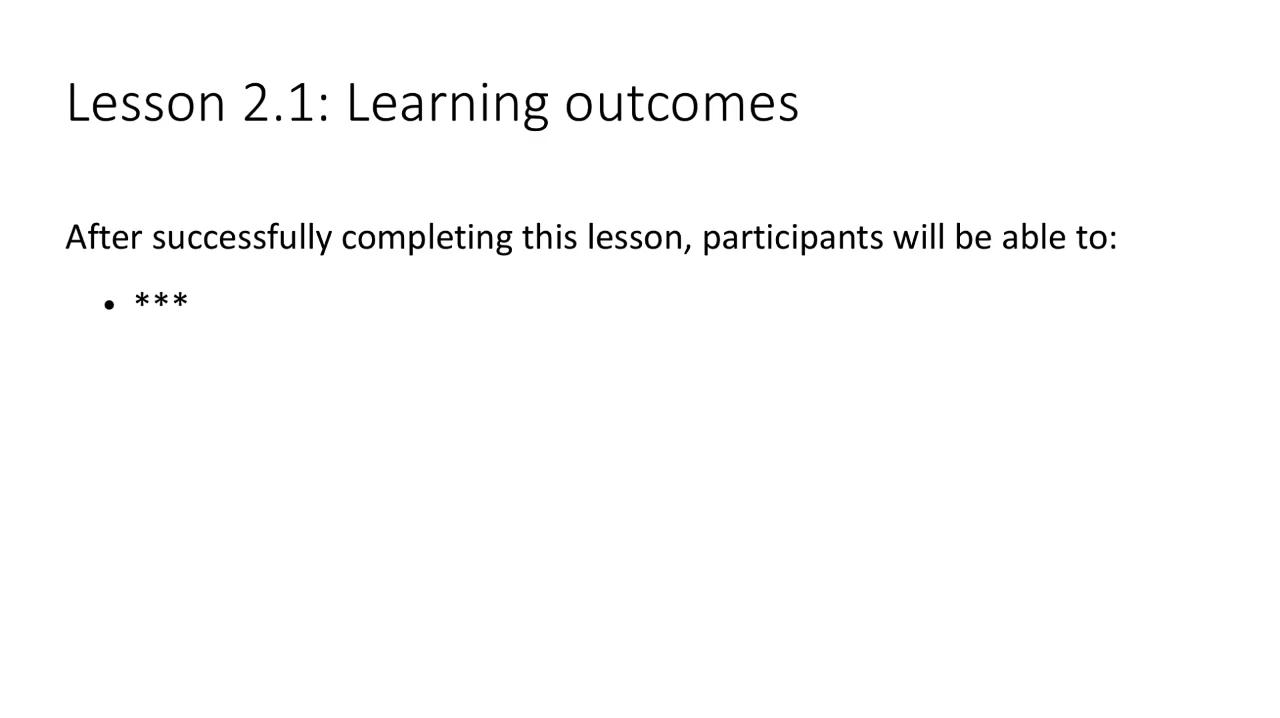 Lesson 2.1: Learning outcomes
After successfully completing this lesson, participants will be able to:
• ***